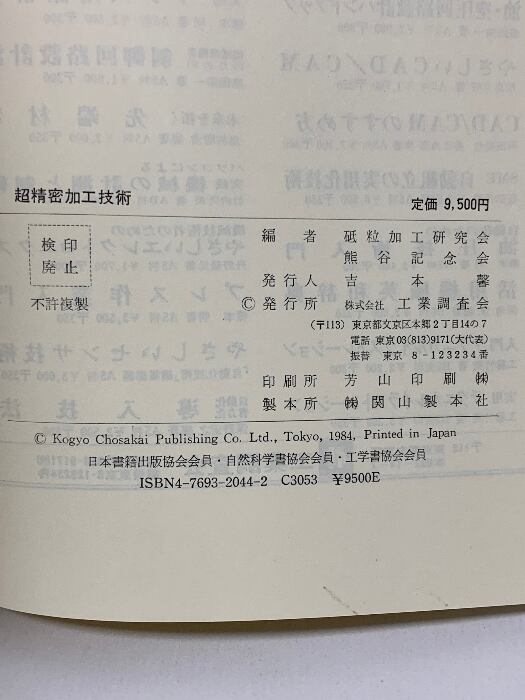 超精密加工技術
定価 9,500円
検印
廃止
不許複製
編者 砥粒加工研究会
熊谷記念会
発行人 吉本馨
© 発行所 株式会社 工業調査会
(〒113) 東京都文京区本郷2丁目14の7
電話 東京03(813)9171(大代表)
振替 東京 8-123234番
印刷所 芳山印刷㈱
製本所 ㈱関山製本社
© Kogyo Chosakai Publishing Co. Ltd., Tokyo, 1984, Printed in Japan
日本書籍出版協会会員・自然科学書協会会員・工学書協会会員
ISBN4-7693-2044-2 C3053 ¥9500E